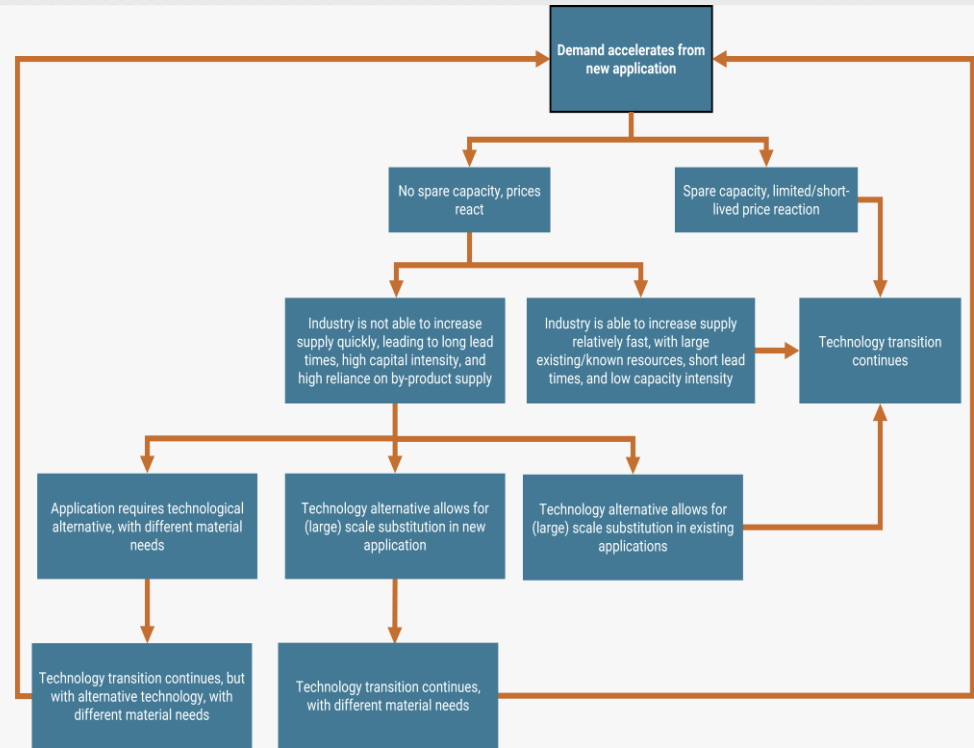 Demand accelerates from
new application
No spare capacity, prices
react
Spare capacity, limited/short-
lived price reaction
Industry is not able to increase
supply quickly, leading to long lead
times, high capital intensity, and
high reliance on by-product supply
Industry is able to increase supply
relatively fast, with large
existing/known resources, short lead
times, and low capacity intensity
Technology transition
continues
Application requires technological
alternative, with different material
needs
Technology alternative allows for
(large) scale substitution in new
application
Technology alternative allows for
(large) scale substitution in existing
applications
Technology transition continues, but
with alternative technology, with
different material needs
Technology transition continues,
with different material needs